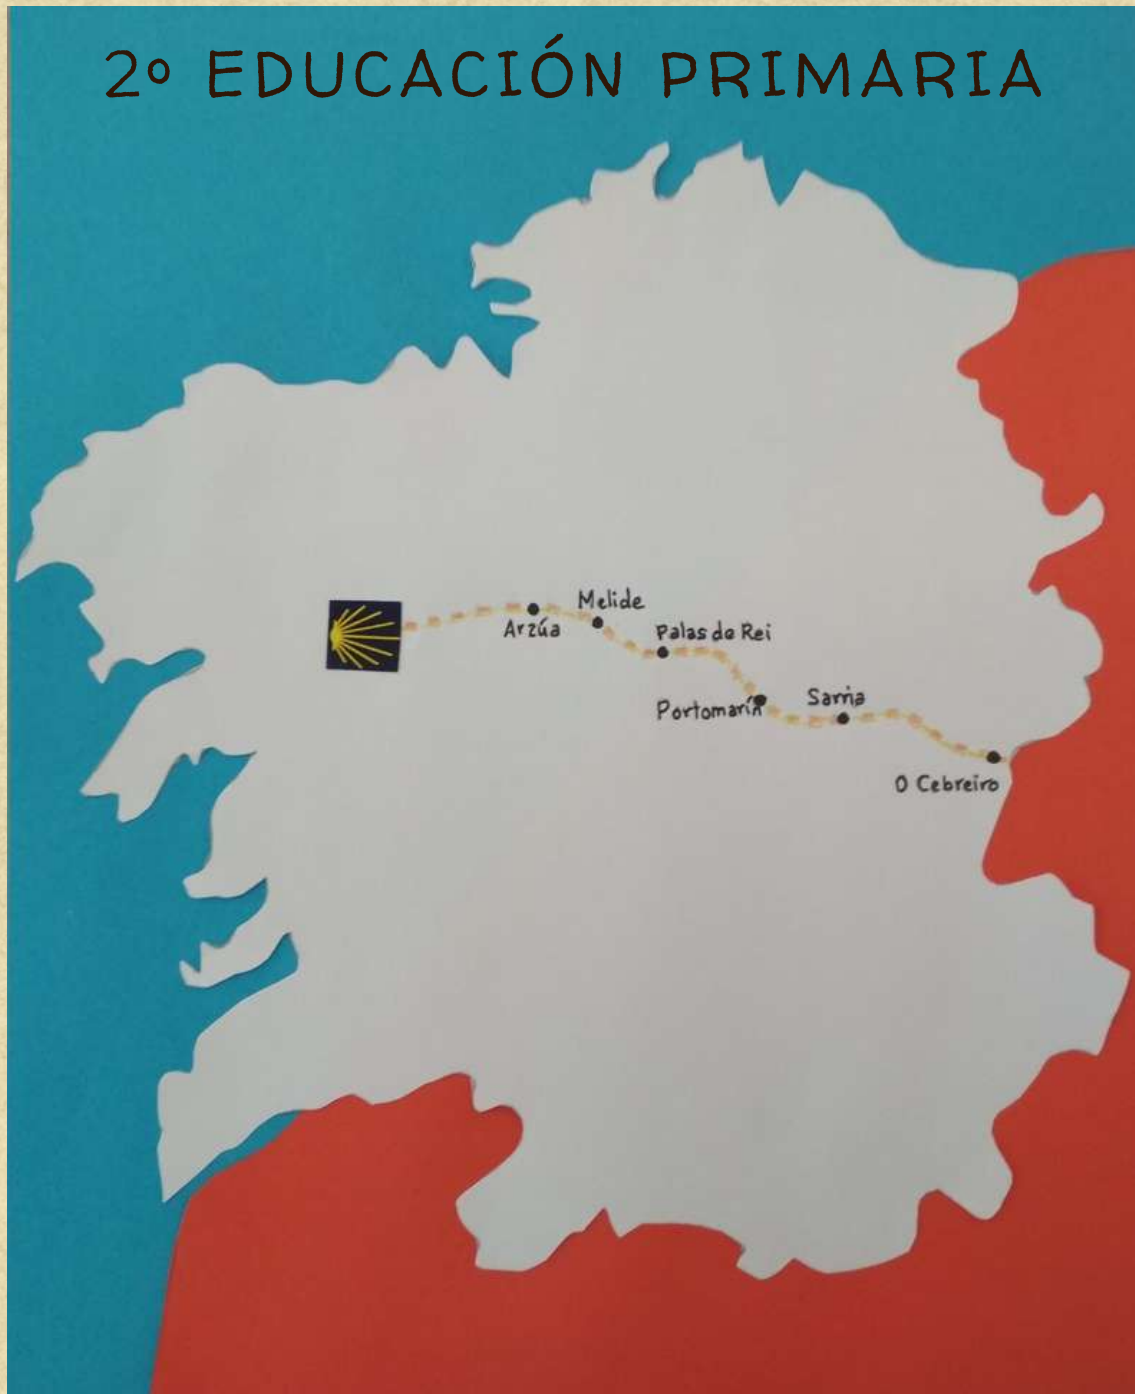 2º EDUCACIÓN PRIMARIA
Melide
Arzúa
Palas de Rei
Portomarín
Sarria
O Cebreiro